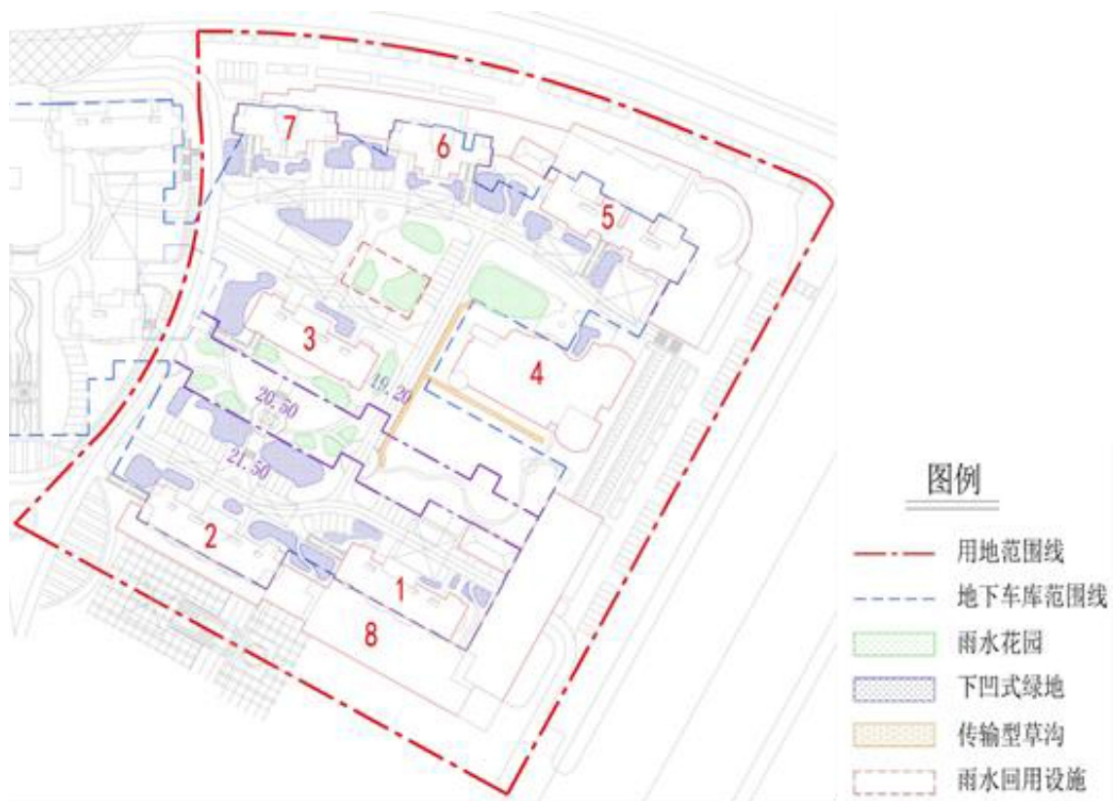 7
6
5
3
4
19.20
20.50
21.50
2
1
8
图例
用地范围线
地下车库范围线
雨水花园
下凹式绿地
传输型草沟
雨水回用设施